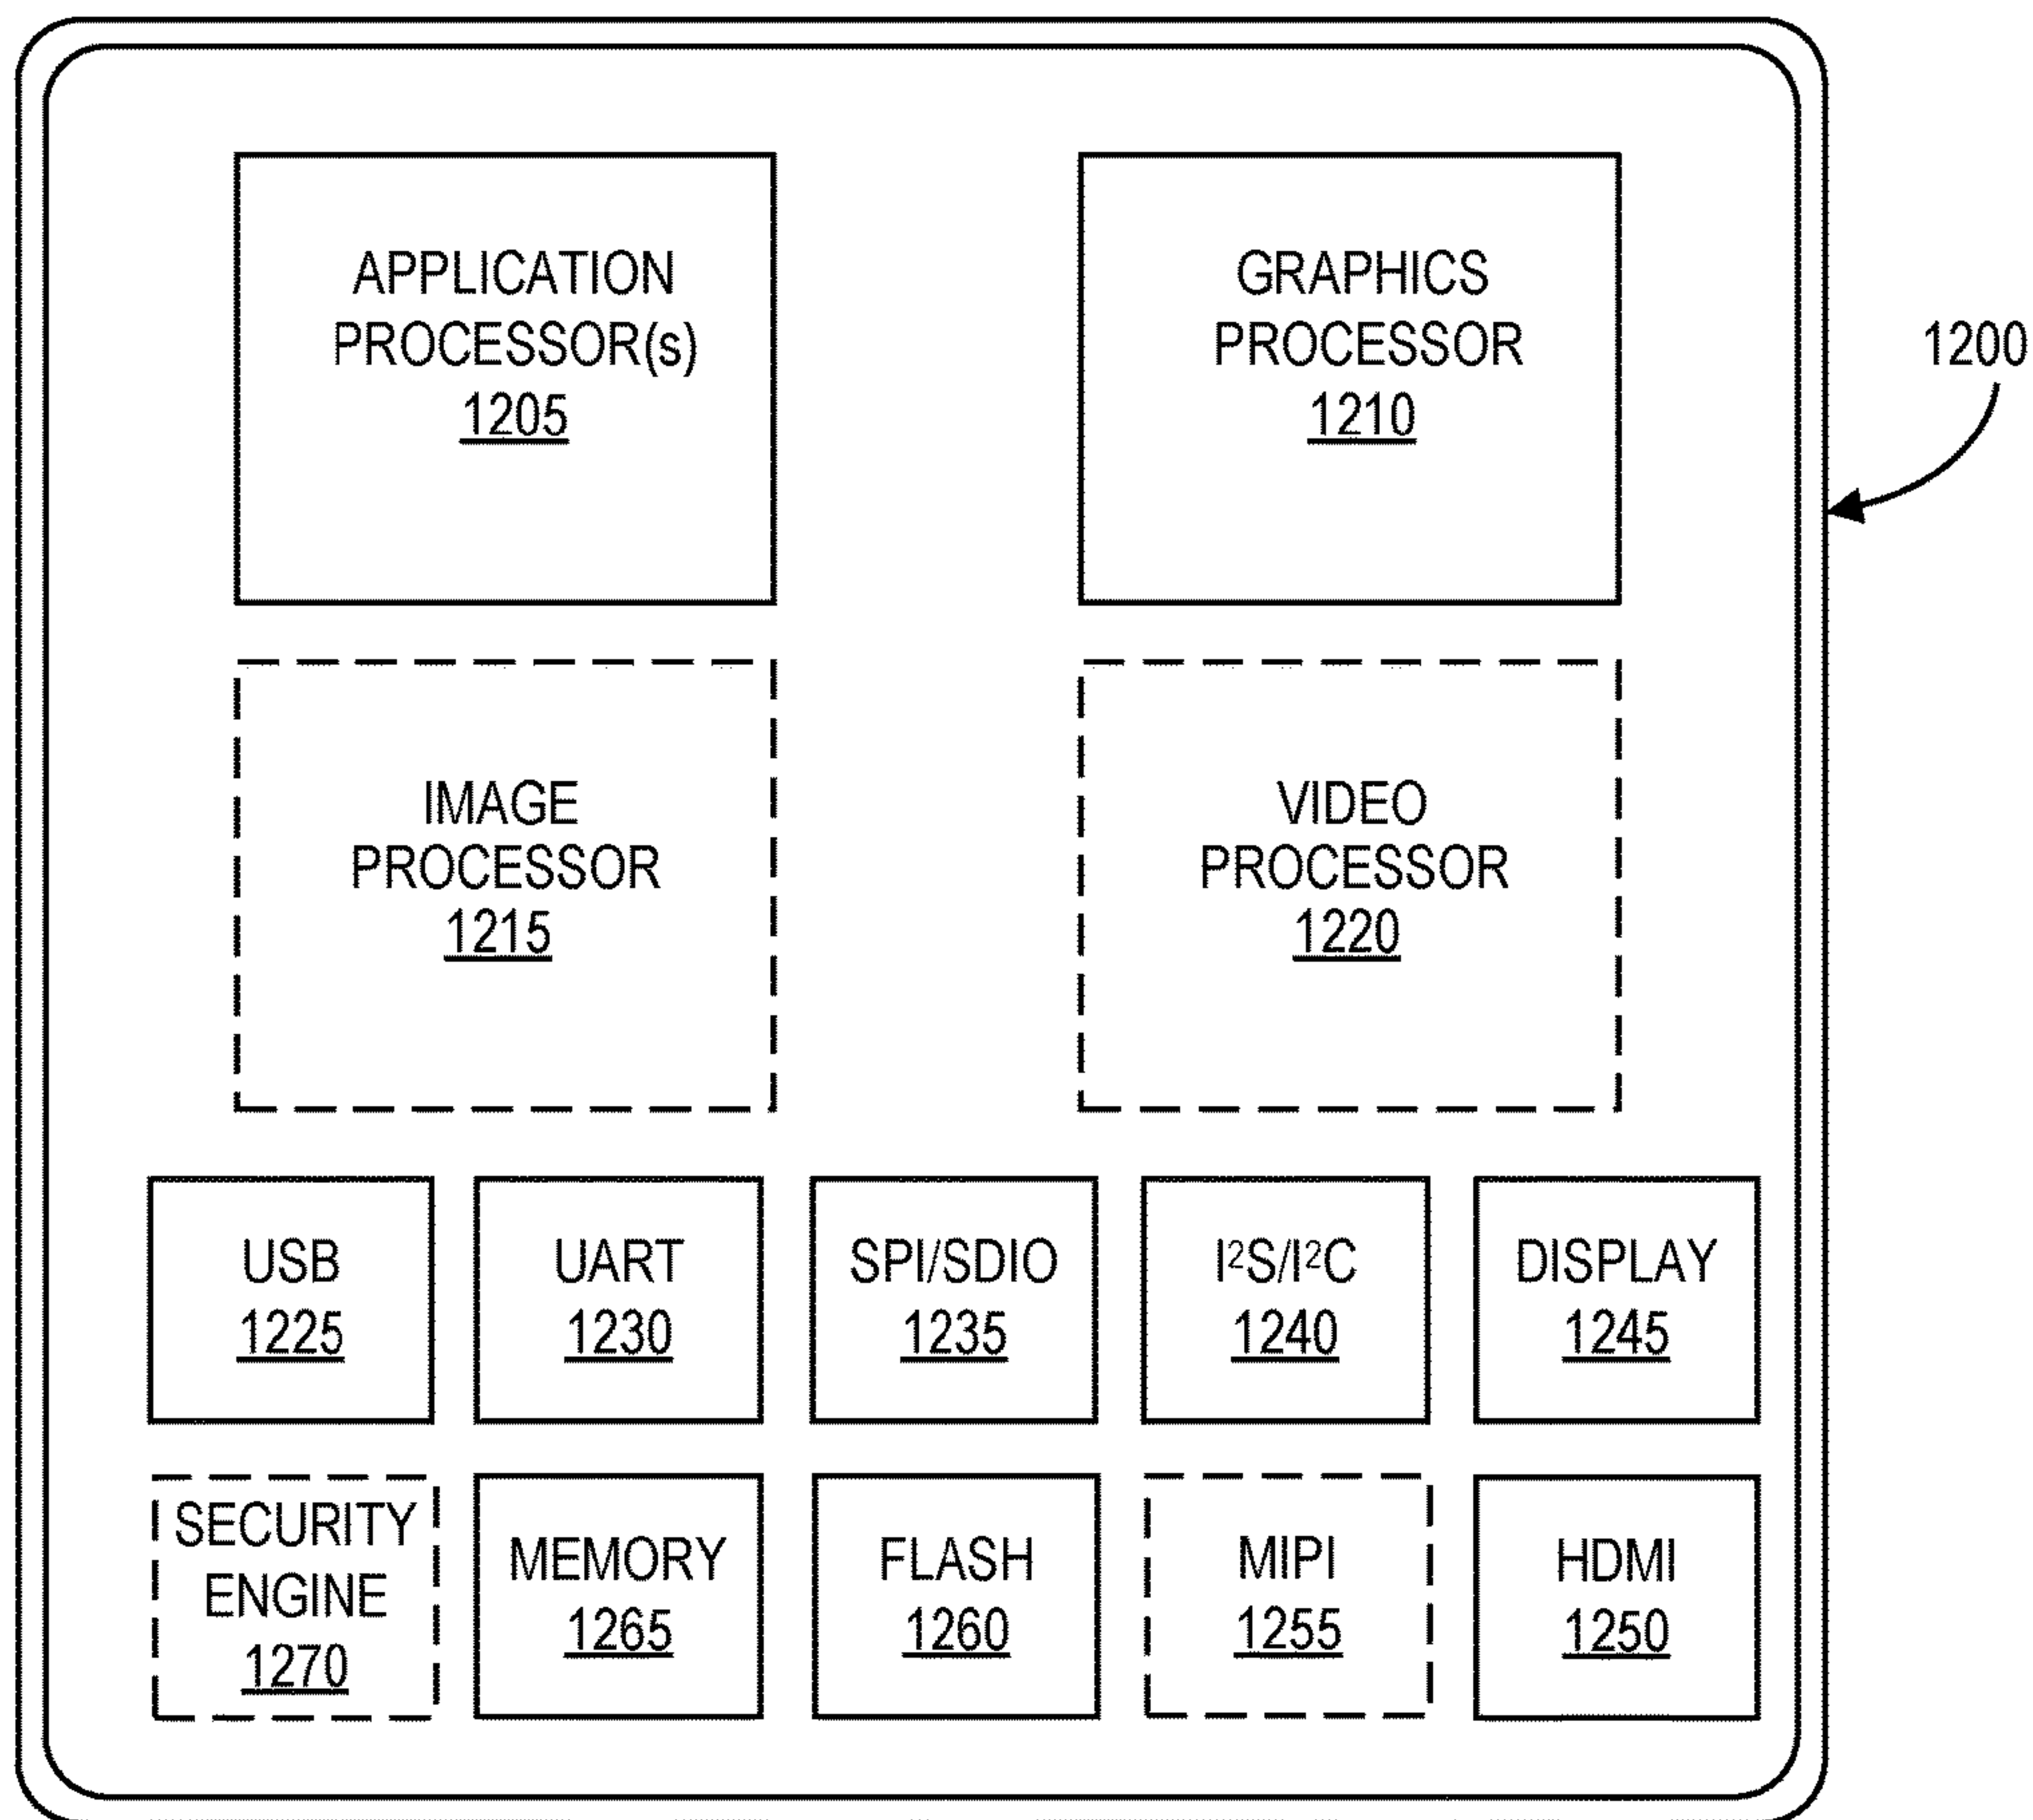 APPLICATION
PROCESSOR(s)
1205
GRAPHICS
PROCESSOR
1210
1200
IMAGE
PROCESSOR
1215
VIDEO
PROCESSOR
1220
USB
1225
UART
1230
SPI/SDIO
1235
I²S/I²C
1240
DISPLAY
1245
SECURITY
ENGINE
1270
MEMORY
1265
FLASH
1260
MIPI
1255
HDMI
1250